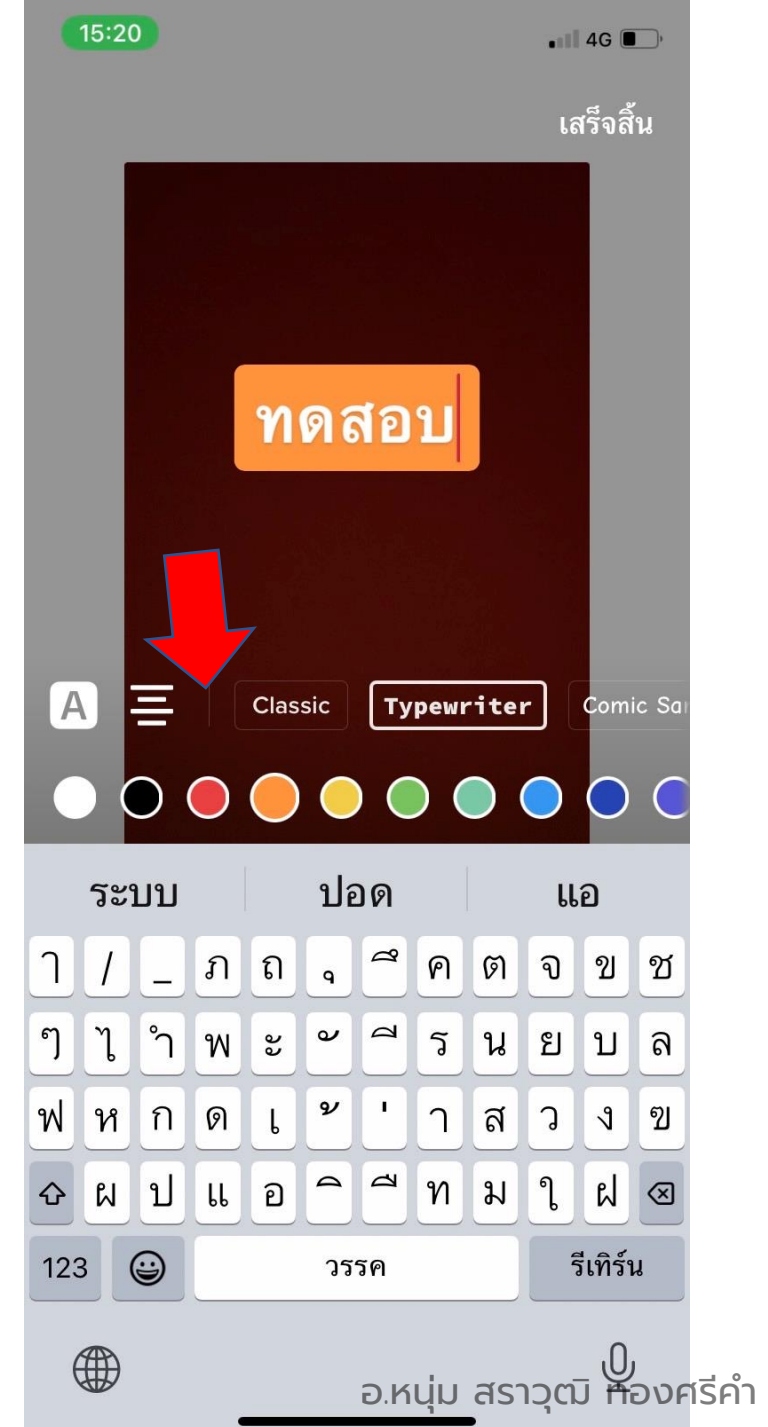 15:20 4G
เสร็จสิ้น
ทดสอบ
A Classic Typewriter Comic Sar
ระบบ ปอด แอ
ๅ / _ ภ ถ ุ ึ ค ต จ ข ช
ๆ ไ ำ พ ะ ั ี ร น ย บ ล
ฟ ห ก ด เ ้ ่ า ส ว ง ฃ
ผ ป แ อ ิ ื ท ม ใ ฝ
123 วรรค รีเทิร์น
อ.หนุ่ม สราวุฒิ ทองศรีคำ